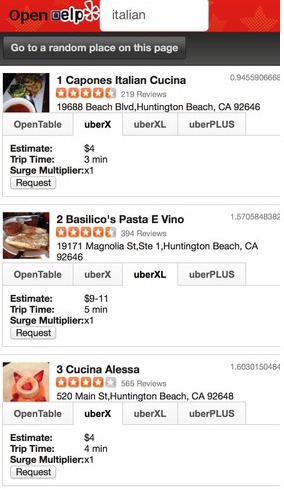 Open yelp
italian
Go to a random place on this page
1 Capones Italian Cucina
0.9455906668
219 Reviews
19688 Beach Blvd,Huntington Beach, CA 92646
OpenTable uberX uberXL uberPLUS
Estimate: $4
Trip Time: 3 min
Surge Multiplier:x1
Request
2 Basilico's Pasta E Vino
1.5705848382
394 Reviews
19171 Magnolia St,Ste 1,Huntington Beach, CA
92646
OpenTable uberX uberXL uberPLUS
Estimate: $9-11
Trip Time: 5 min
Surge Multiplier:x1
Request
3 Cucina Alessa
1.6030150484
565 Reviews
520 Main St,Huntington Beach, CA 92648
OpenTable uberX uberXL uberPLUS
Estimate: $4
Trip Time: 4 min
Surge Multiplier:x1
Request